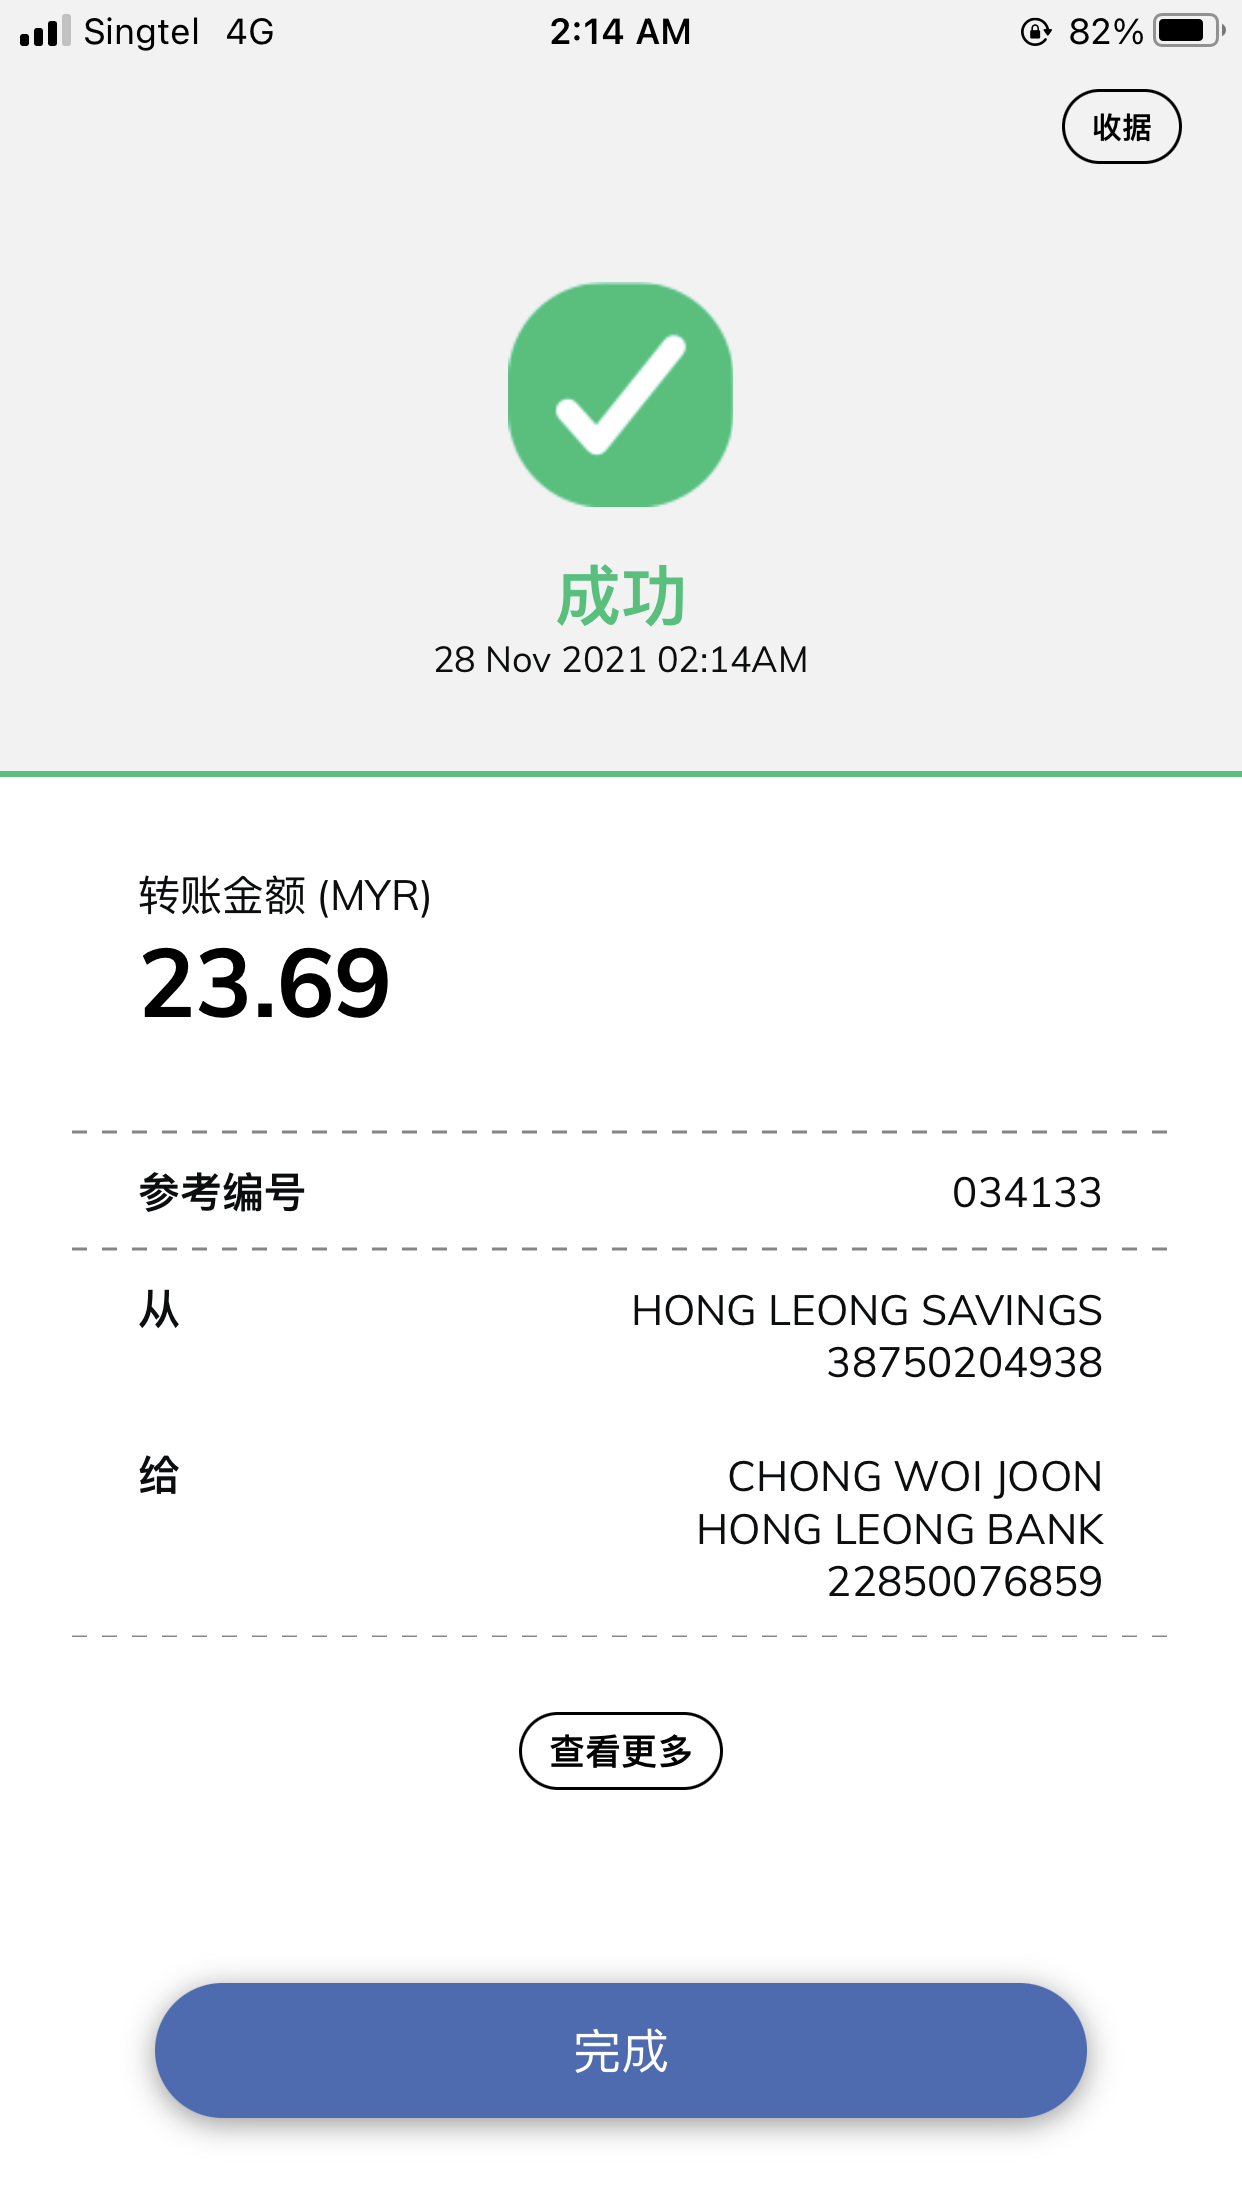 Singtel 4G 2:14 AM 82%
收据
成功
28 Nov 2021 02:14AM
转账金额 (MYR)
23.69
参考编号 034133
从 HONG LEONG SAVINGS
38750204938
给 CHONG WOI JOON
HONG LEONG BANK
22850076859
查看更多
完成